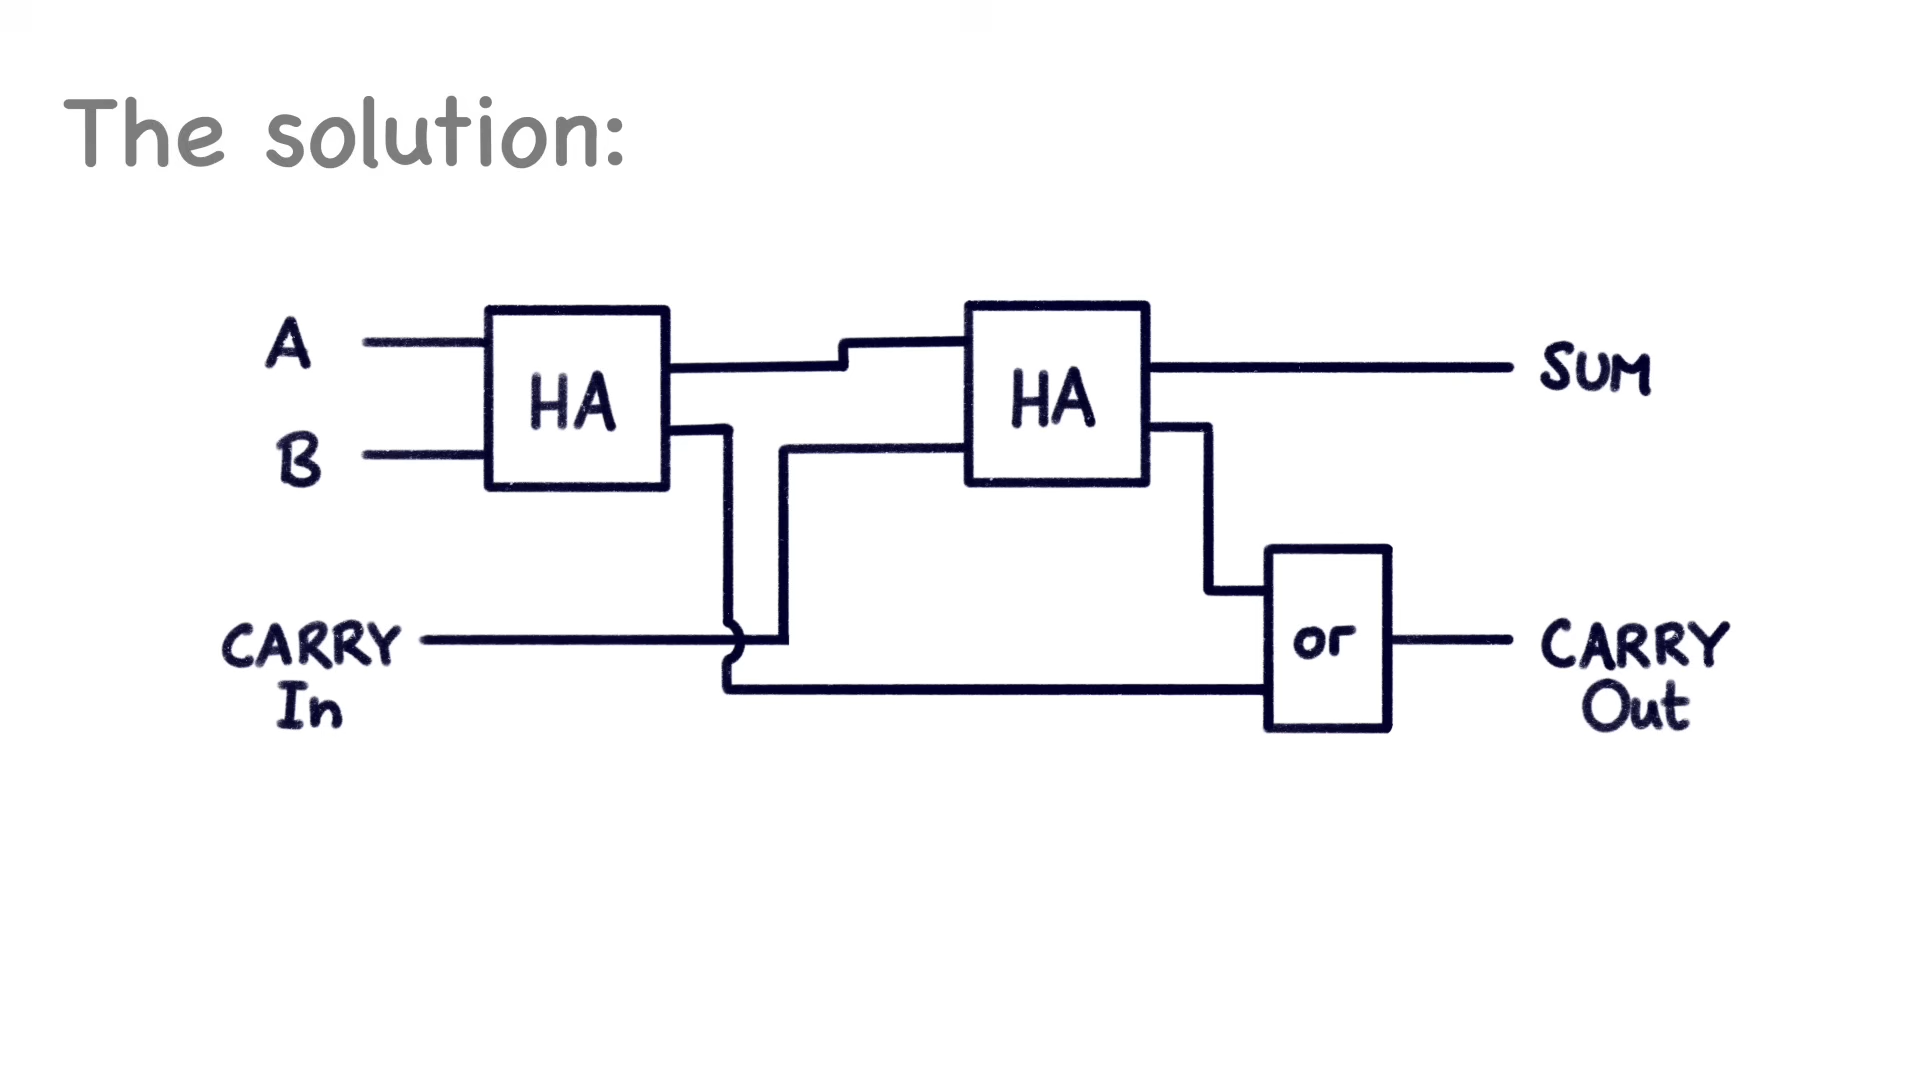 The solution:
A
B
HA
HA
SUM
CARRY
In
or
CARRY
Out